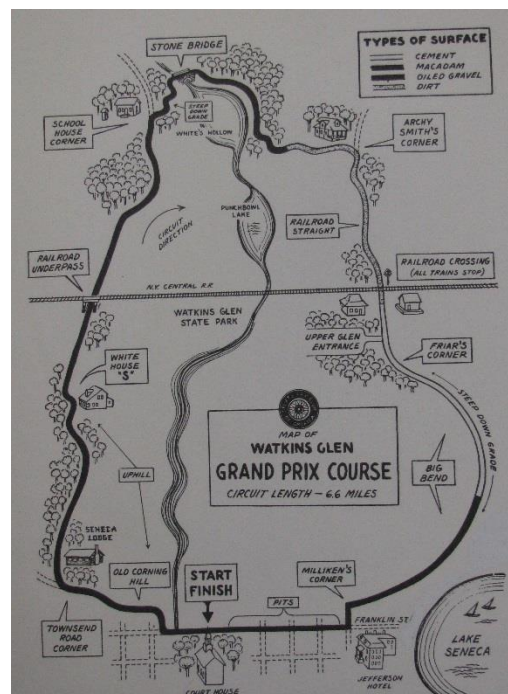 STONE BRIDGE
TYPES OF SURFACE
CEMENT
MACADAM
OILED GRAVEL
DIRT
SCHOOL
HOUSE
CORNER
STEEP
DOWN
GRADE
WHITE'S HOLLOW
ARCHY
SMITH'S
CORNER
PUNCHBOWL
LAKE
CIRCUIT
DIRECTION
RAILROAD
STRAIGHT
RAILROAD
UNDERPASS
RAILROAD CROSSING
(ALL TRAINS STOP)
N.Y. CENTRAL R.R.
WATKINS GLEN
STATE PARK
UPPER GLEN
ENTRANCE
FRIAR'S
CORNER
WHITE
HOUSE
"S"
STEEP DOWN GRADE
MAP OF
WATKINS GLEN
GRAND PRIX COURSE
CIRCUIT LENGTH – 6.6 MILES
UPHILL
BIG
BEND
SENECA
LODGE
OLD CORNING
HILL
START
FINISH
MILLIKEN'S
CORNER
PITS
FRANKLIN ST.
TOWNSEND
ROAD
CORNER
LAKE
SENECA
COURT HOUSE
JEFFERSON
HOTEL